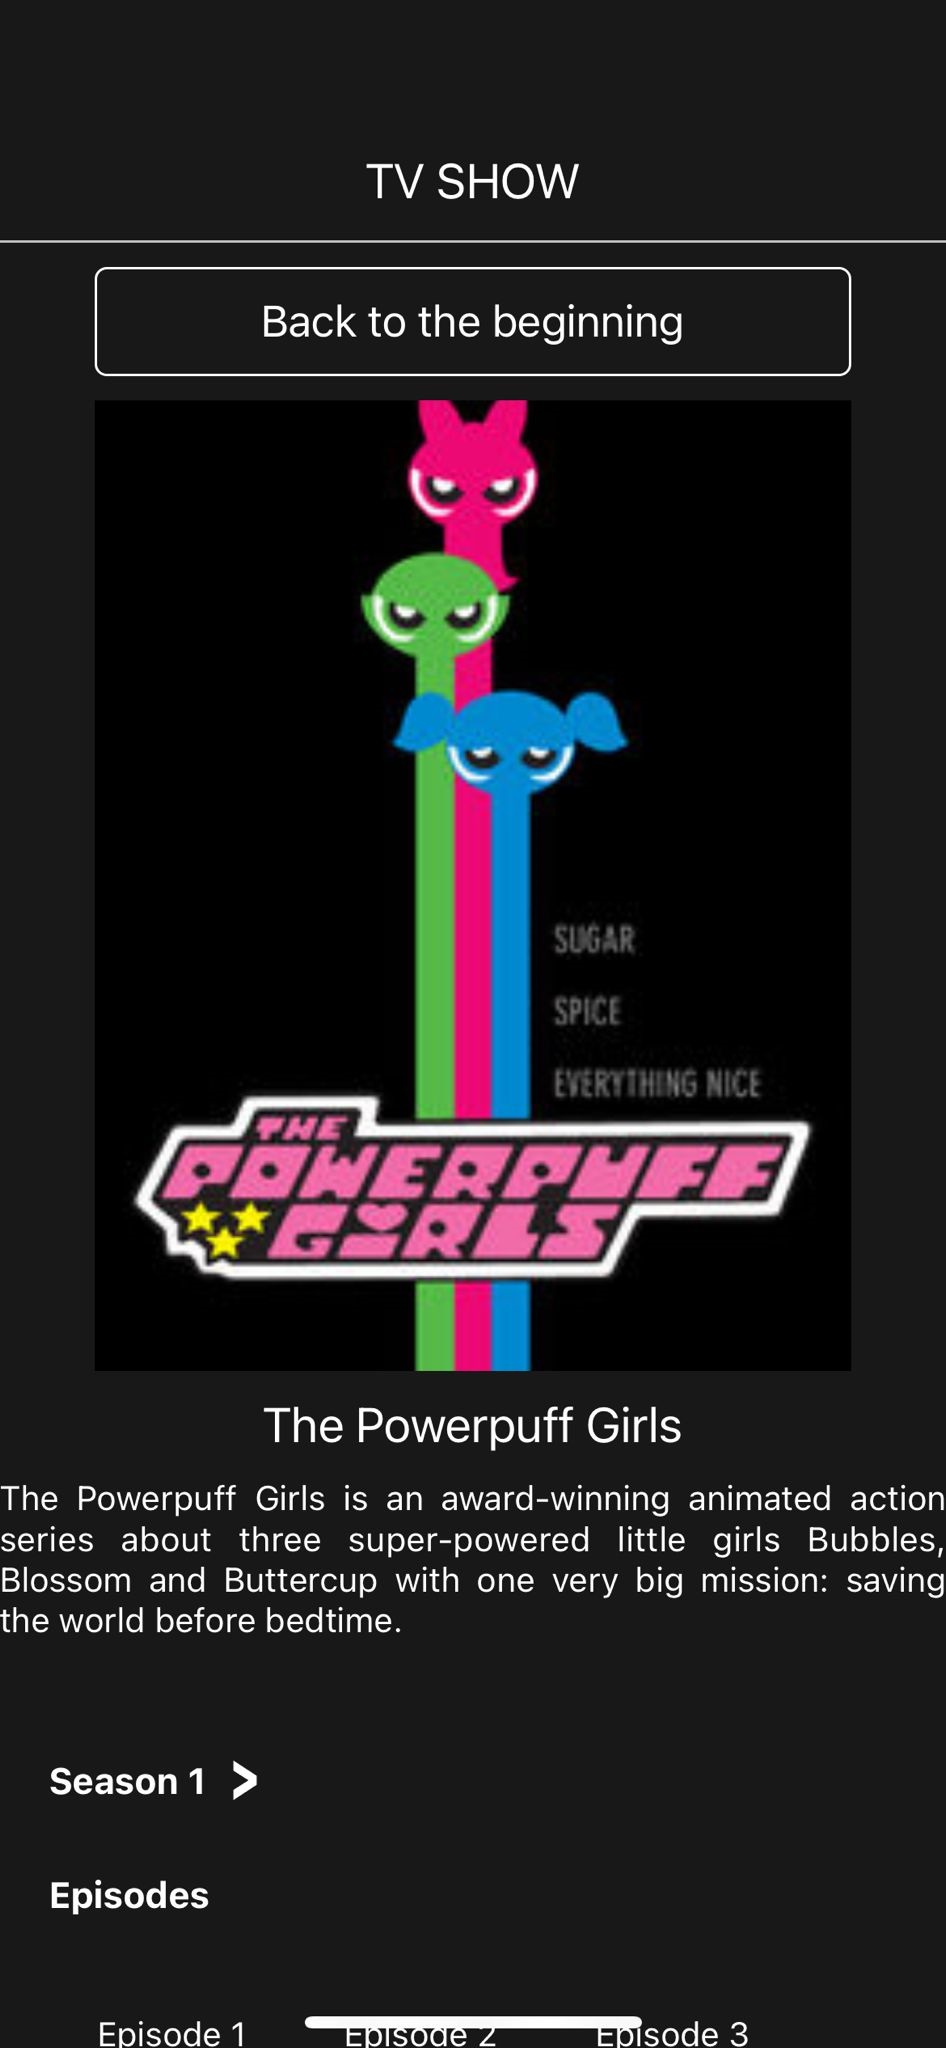 TV SHOW
Back to the beginning
SUGAR
SPICE
EVERYTHING NICE
THE
POWERPUFF
GIRLS
The Powerpuff Girls
The Powerpuff Girls is an award-winning animated action
series about three super-powered little girls Bubbles,
Blossom and Buttercup with one very big mission: saving
the world before bedtime.
Season 1 >
Episodes
Episode 1 Episode 2 Episode 3